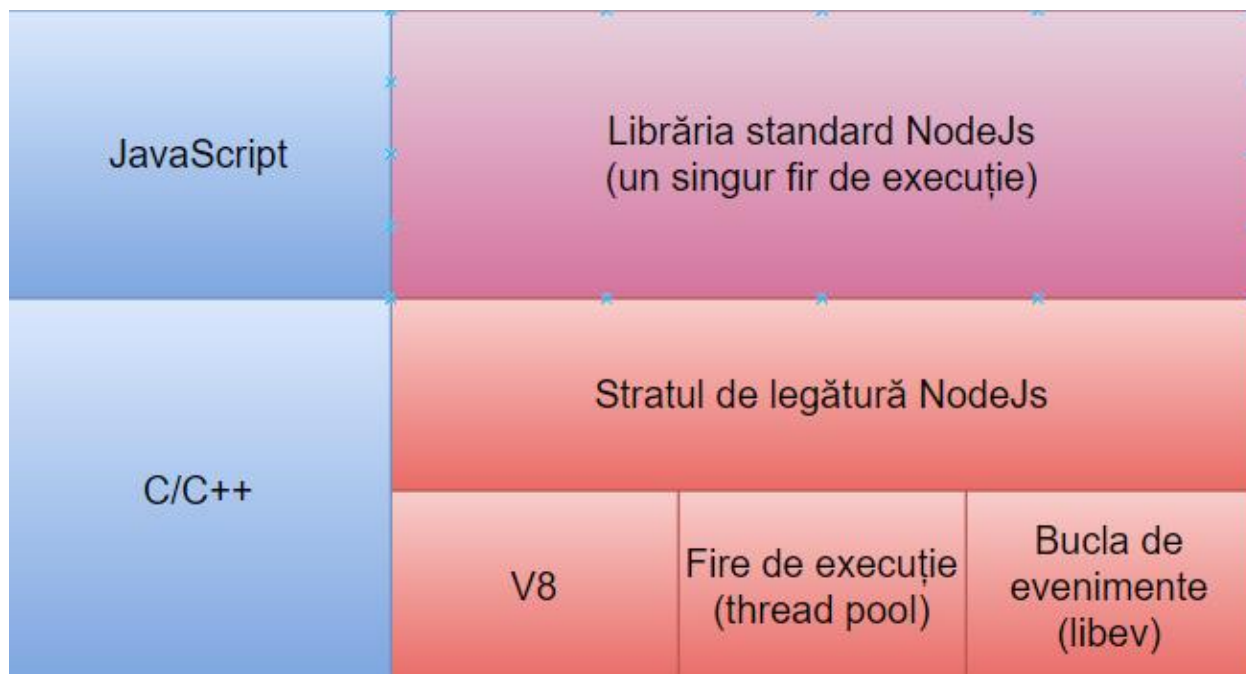 JavaScript
Librăria standard NodeJs
(un singur fir de execuție)
C/C++
Stratul de legătură NodeJs
V8
Fire de execuție
(thread pool)
Bucla de
evenimente
(libev)